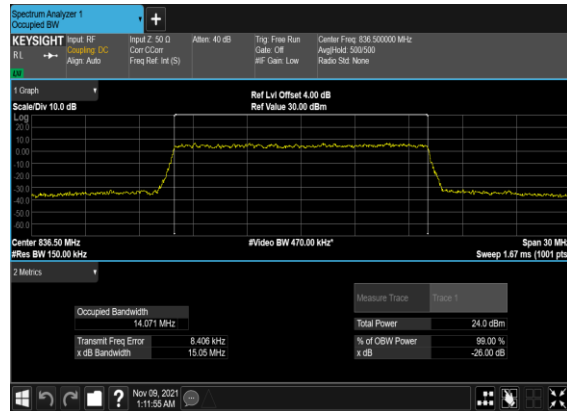 Spectrum Analyzer 1
Occupied BW
+
KEYSIGHT Input: RF Input Z: 50 Ω Atten: 40 dB Trig: Free Run Center Freq: 836.500000 MHz
RL Coupling: DC Corr CCorr Gate: Off Avg|Hold: 500/500
Align: Auto Freq Ref: Int (S) #IF Gain: Low Radio Std: None
1 Graph Ref Lvl Offset 4.00 dB
Scale/Div 10.0 dB Ref Value 30.00 dBm
Log
20.0
10.0
0.00
-10.0
-20.0
-30.0
-40.0
-50.0
-60.0
Center 836.50 MHz #Video BW 470.00 kHz* Span 30 MHz
#Res BW 150.00 kHz Sweep 1.67 ms (1001 pts
2 Metrics
Measure Trace Trace 1
Occupied Bandwidth
14.071 MHz Total Power 24.0 dBm
Transmit Freq Error 8.406 kHz % of OBW Power 99.00 %
x dB Bandwidth 15.05 MHz x dB -26.00 dB
? Nov 09, 2021
1:11:55 AM